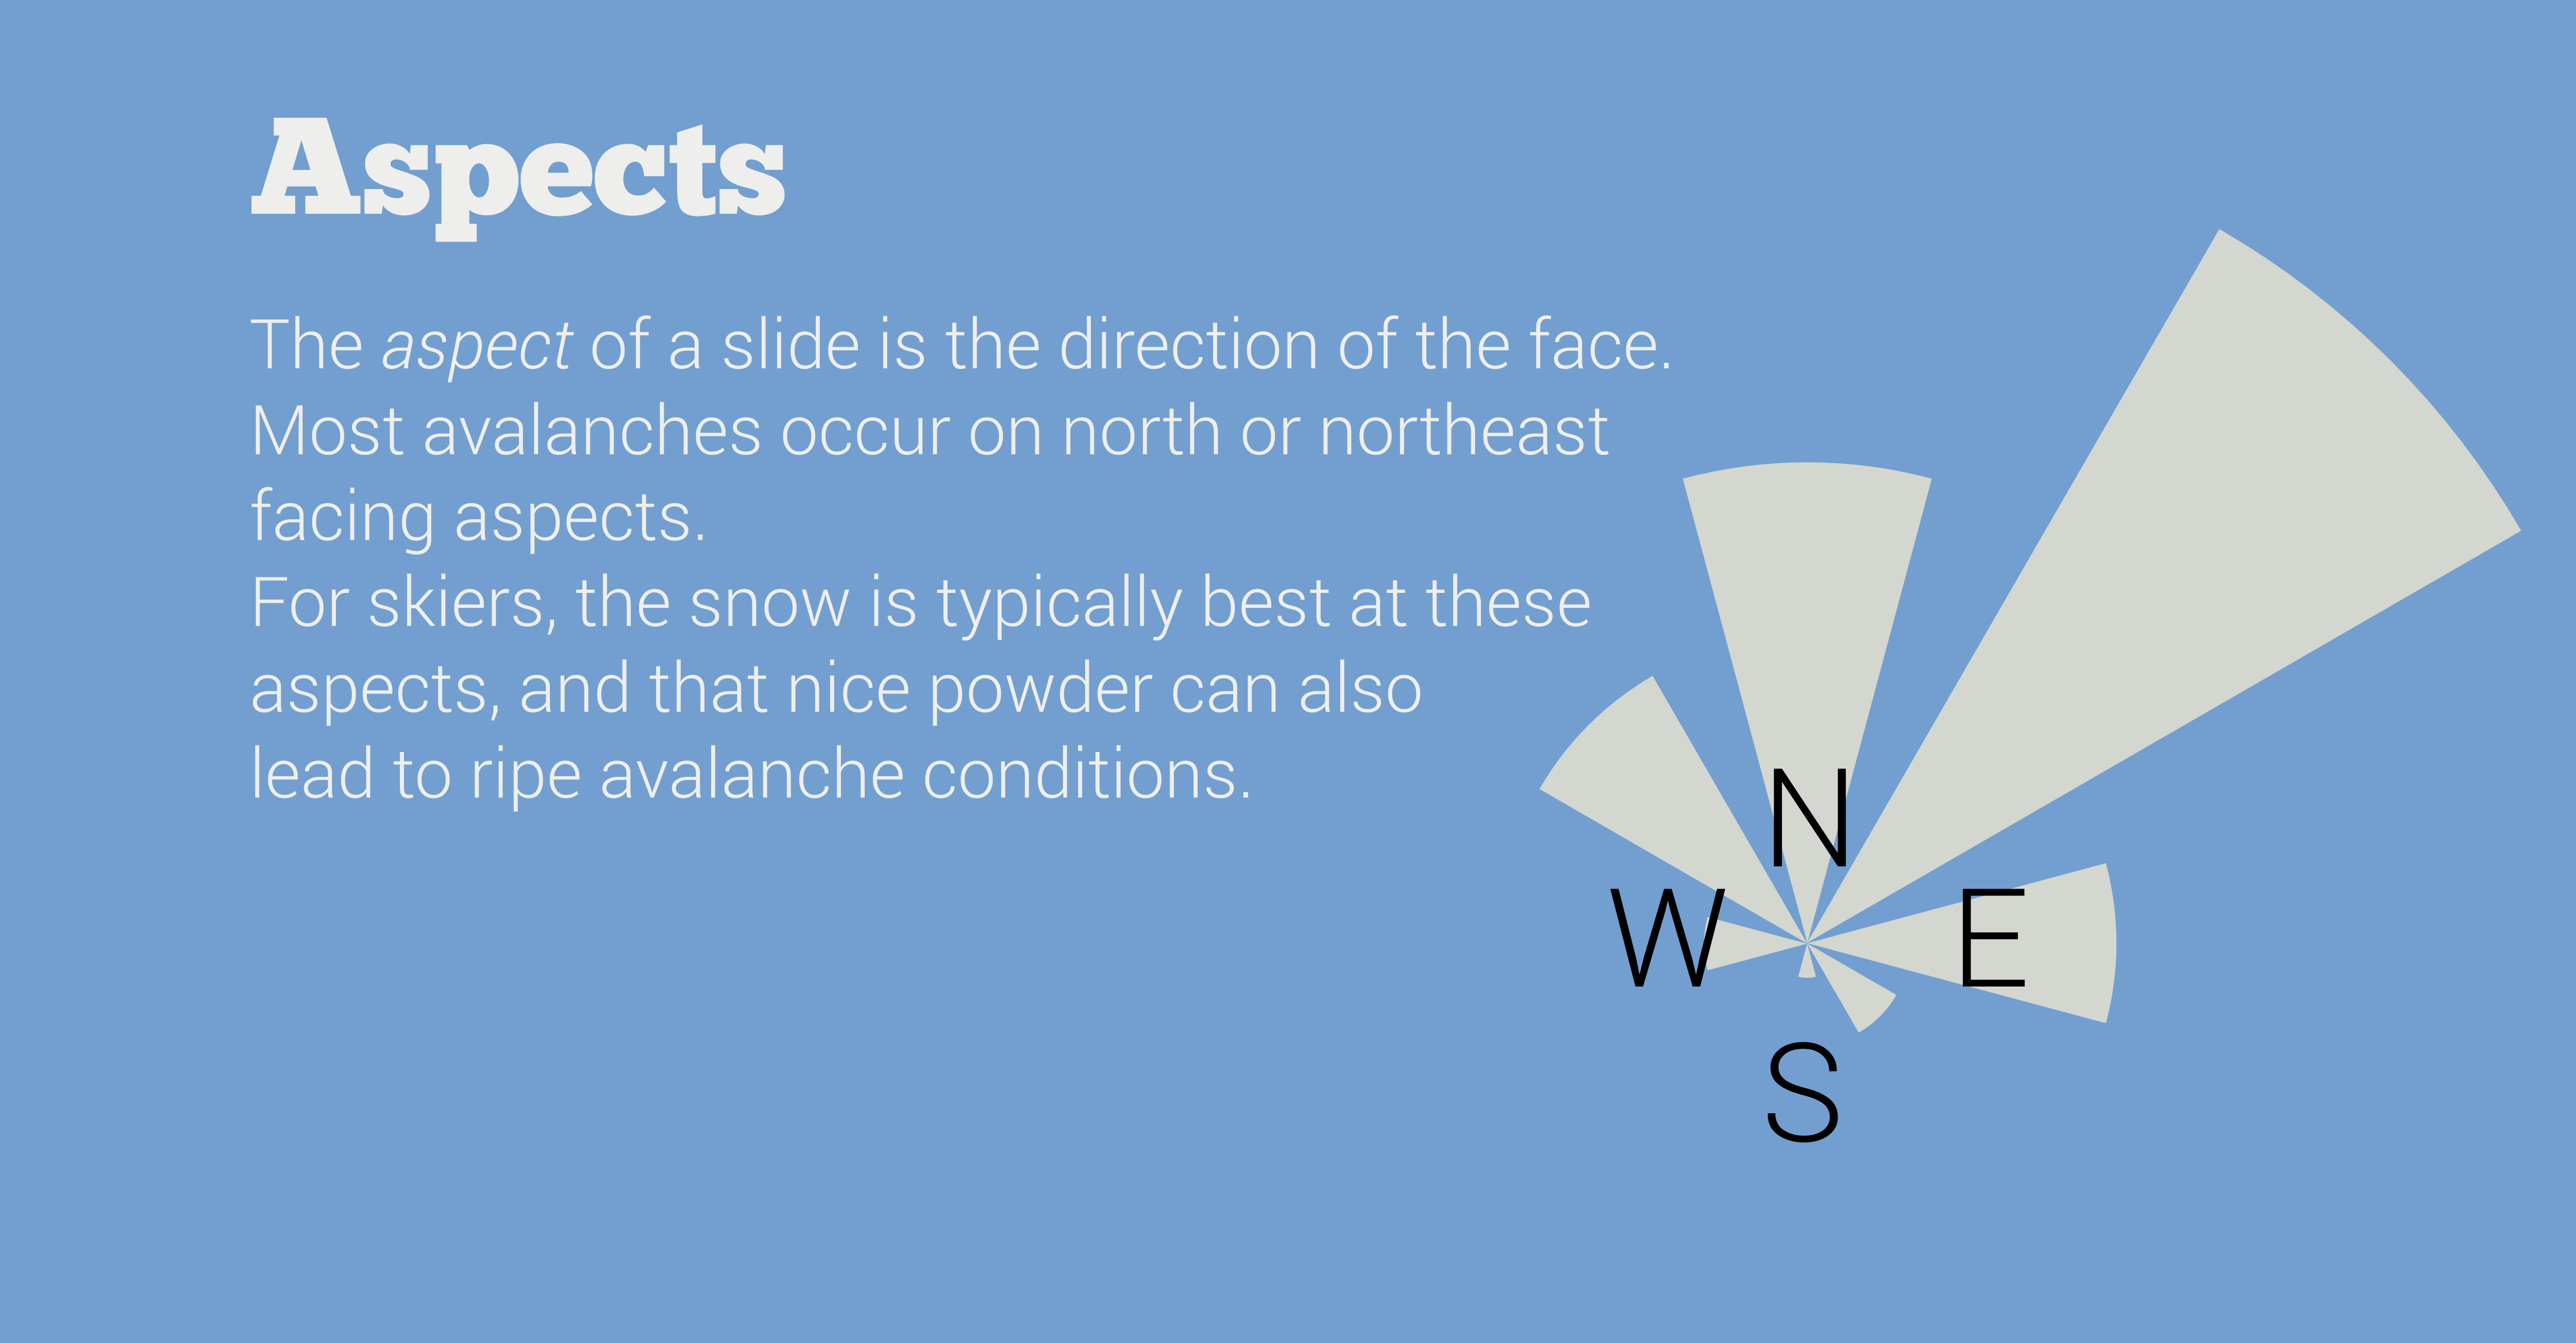 Aspects
The aspect of a slide is the direction of the face.
Most avalanches occur on north or northeast
facing aspects.
For skiers, the snow is typically best at these
aspects, and that nice powder can also
lead to ripe avalanche conditions.
N
W
E
S